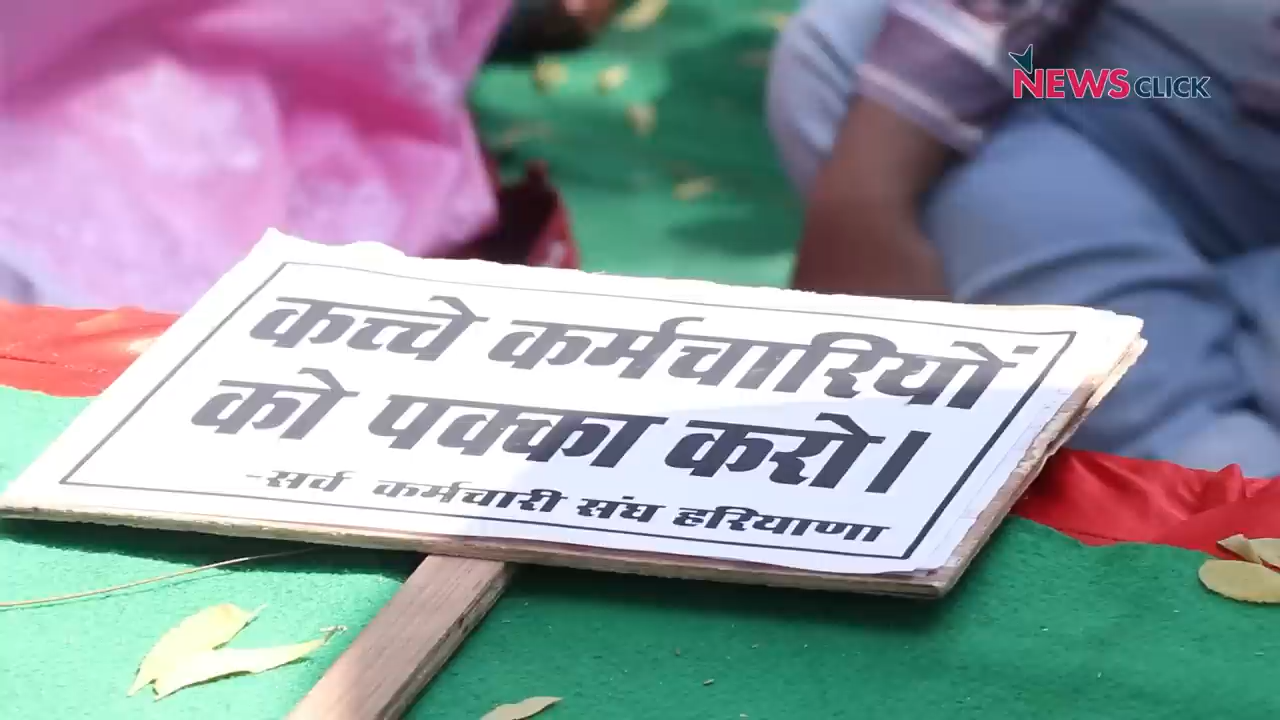 NEWSCLICK
कच्चे कर्मचारियों
को पक्का करो।
-सर्व कर्मचारी संघ हरियाणा